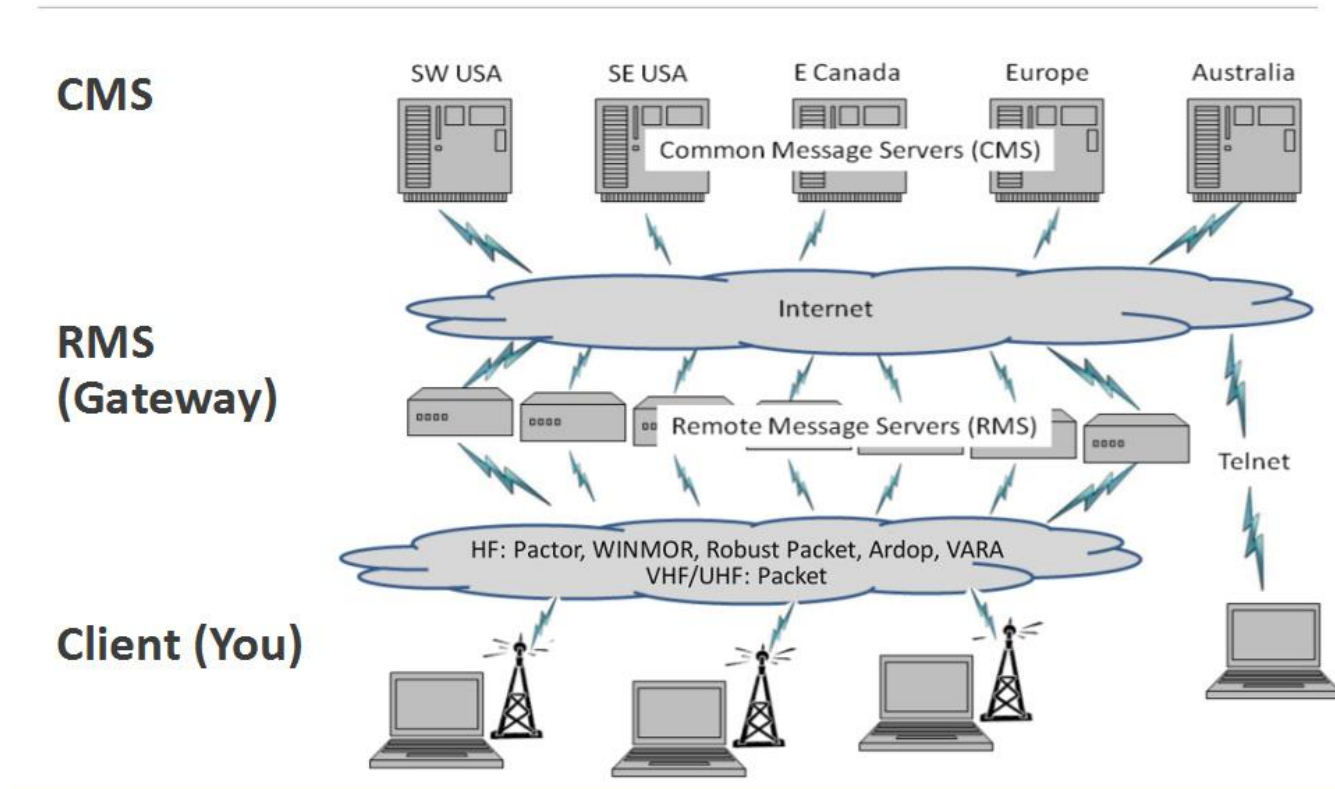 CMS
SW USA
SE USA
E Canada
Europe
Australia
Common Message Servers (CMS)
Internet
RMS
(Gateway)
Remote Message Servers (RMS)
Telnet
HF: Pactor, WINMOR, Robust Packet, Ardop, VARA
VHF/UHF: Packet
Client (You)